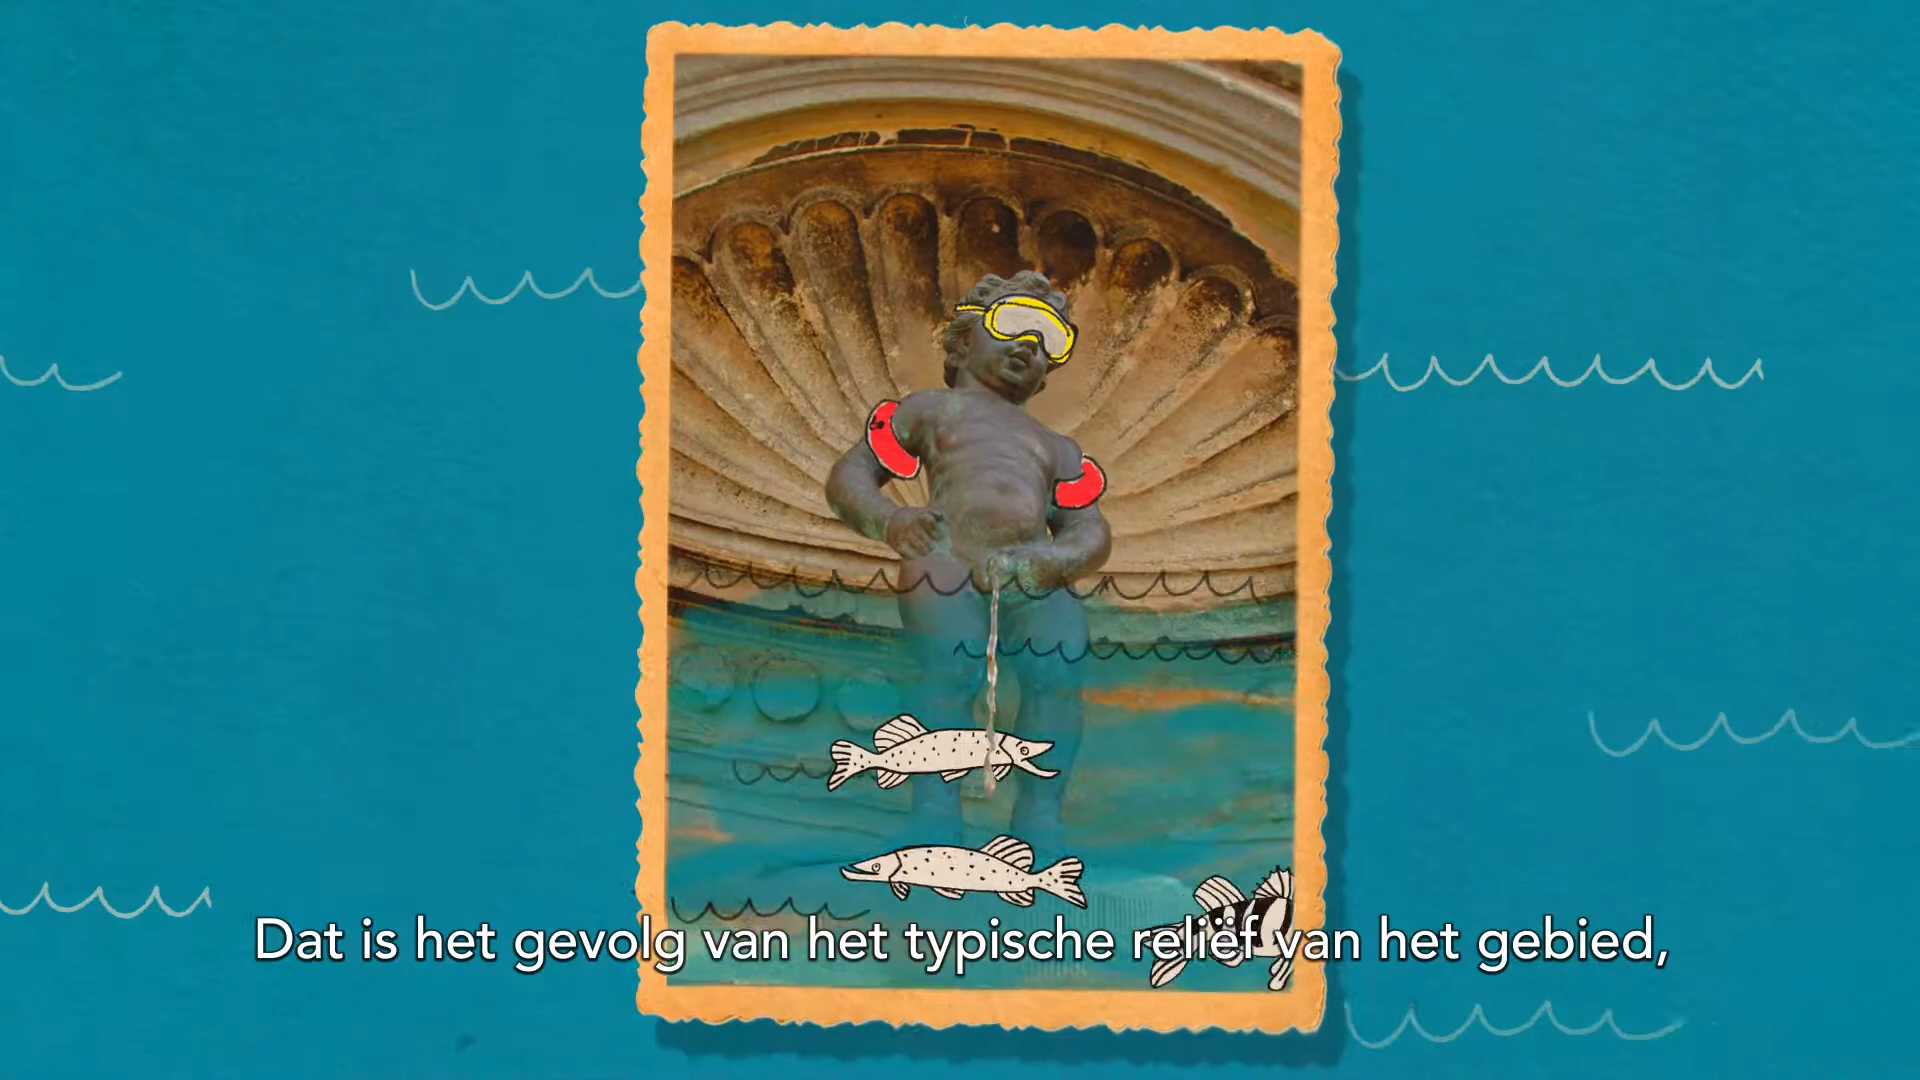 Dat is het gevolg van het typische reliëf van het gebied,